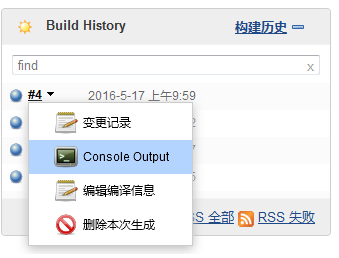 Build History 构建历史
find x
#4 2016-5-17 上午9:59
变更记录
Console Output
编辑编译信息
删除本次生成
SS 全部 RSS 失败